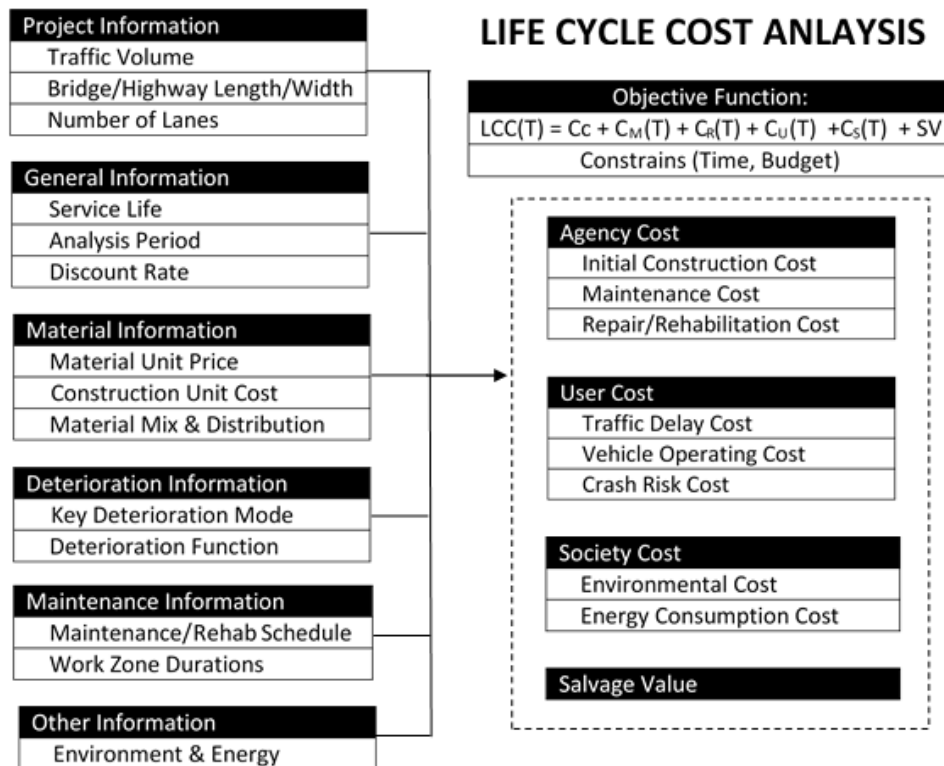 Project Information
Traffic Volume
Bridge/Highway Length/Width
Number of Lanes
General Information
Service Life
Analysis Period
Discount Rate
Material Information
Material Unit Price
Construction Unit Cost
Material Mix & Distribution
Deterioration Information
Key Deterioration Mode
Deterioration Function
Maintenance Information
Maintenance/Rehab Schedule
Work Zone Durations
Other Information
Environment & Energy
LIFE CYCLE COST ANLAYSIS
Objective Function:
LCC(T) = Cc + C_M(T) + C_R(T) + C_U(T) +C_S(T) + SV
Constrains (Time, Budget)
Agency Cost
Initial Construction Cost
Maintenance Cost
Repair/Rehabilitation Cost
User Cost
Traffic Delay Cost
Vehicle Operating Cost
Crash Risk Cost
Society Cost
Environmental Cost
Energy Consumption Cost
Salvage Value